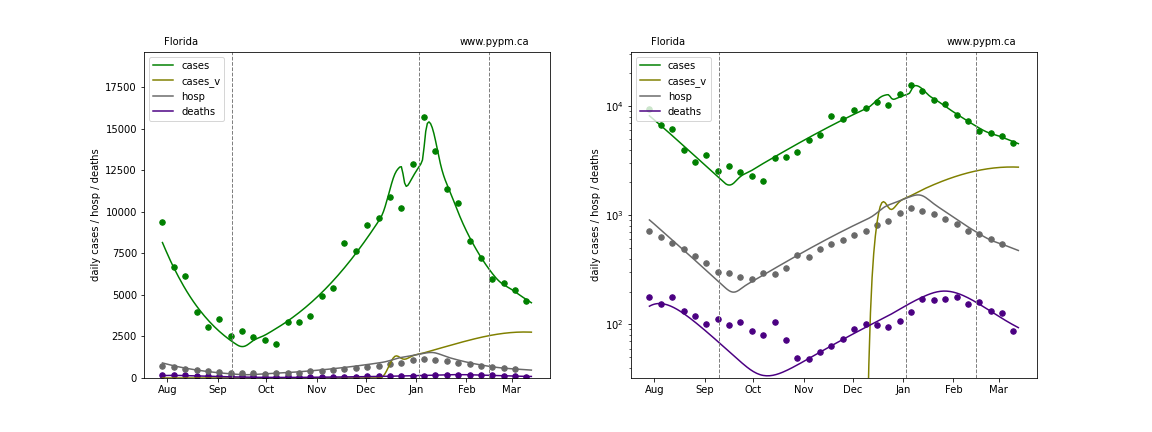 Florida www.pypm.ca
cases
cases_v
hosp
deaths
daily cases / hosp / deaths
17500
15000
12500
10000
7500
5000
2500
0
Aug Sep Oct Nov Dec Jan Feb Mar
Florida www.pypm.ca
cases
cases_v
hosp
deaths
daily cases / hosp / deaths
10^4
10^3
10^2
Aug Sep Oct Nov Dec Jan Feb Mar